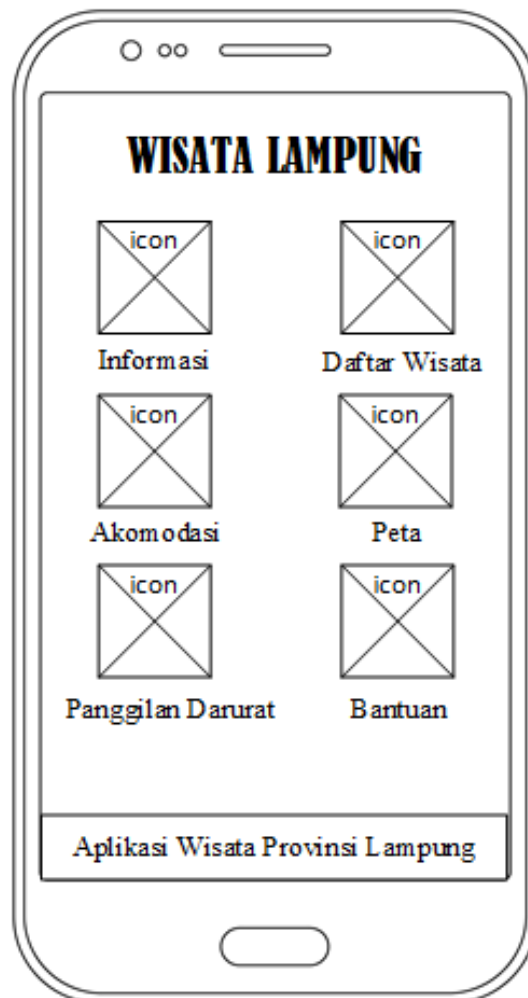 WISATA LAMPUNG
icon icon
Informasi Daftar Wisata
icon icon
Akomodasi Peta
icon icon
Panggilan Darurat Bantuan
Aplikasi Wisata Provinsi Lampung